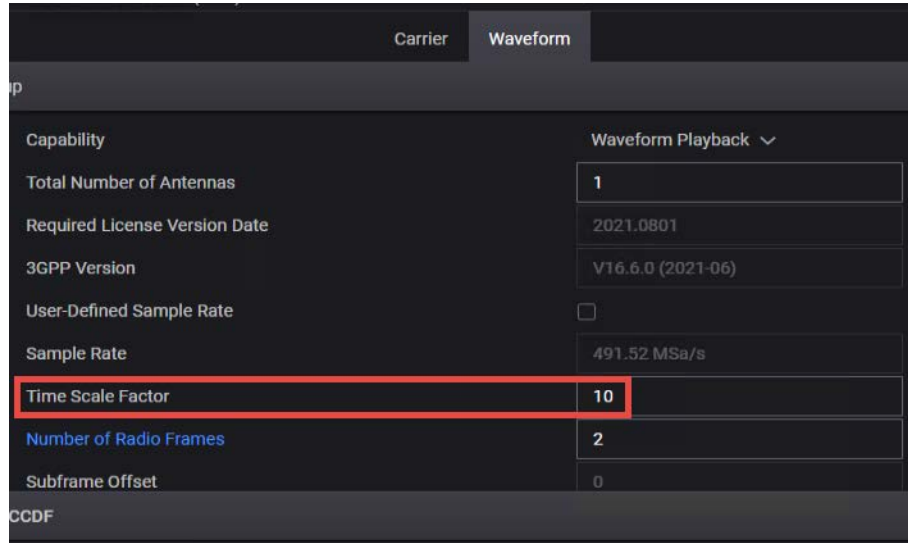 Carrier Waveform
up
Capability Waveform Playback
Total Number of Antennas 1
Required License Version Date 2021.0801
3GPP Version V16.6.0 (2021-06)
User-Defined Sample Rate
Sample Rate 491.52 MSa/s
Time Scale Factor 10
Number of Radio Frames 2
Subframe Offset 0
CCDF